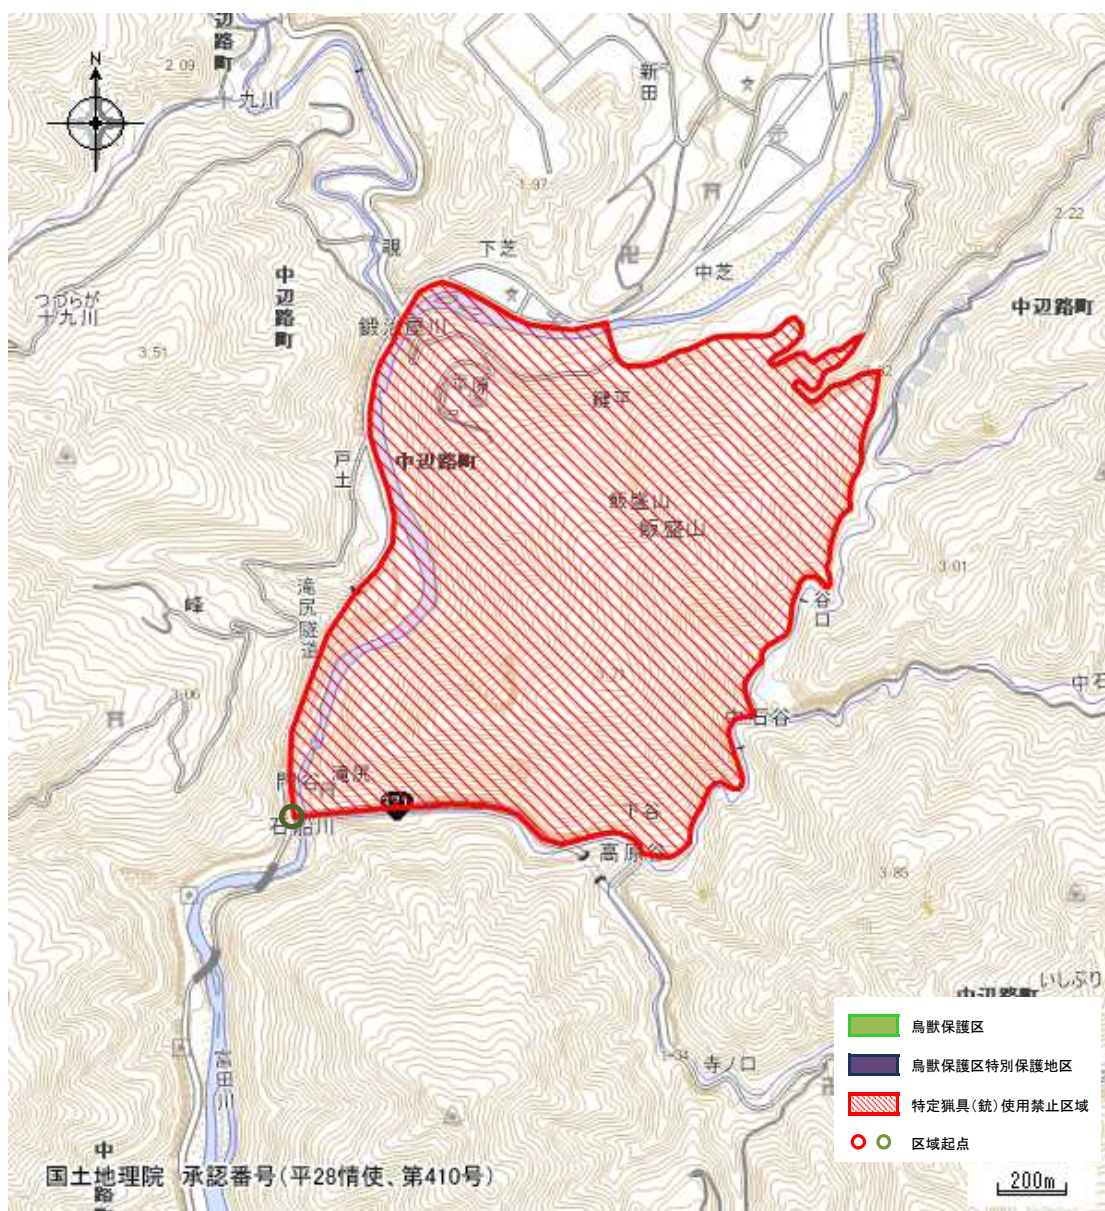 辺路町
N
2.09
十九川
新田
1.97
2.22
覗
下芝
中芝
中辺路町
つづらが
十九川
中辺路町
鍛冶屋川
3.51
平原
鍵平
戸土
中辺路町
飯盛山
飯盛山
3.01
滝尻隧道
峰
谷口
3.71
3.06
中石
中石谷
滝尻
石船川
下谷
高原谷
3.85
いしぶり
中辺路町
鳥獣保護区
鳥獣保護区特別保護地区
特定猟具(銃)使用禁止区域
区域起点
寺ノ口
富田川
国土地理院 承認番号(平28情使、第410号)
200m